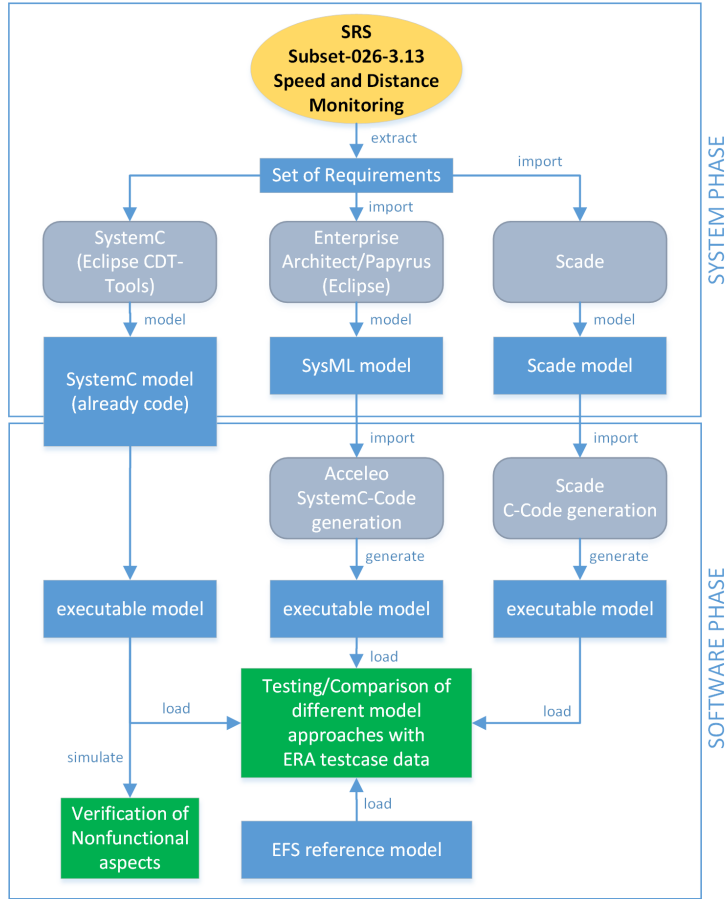 SRS
Subset-026-3.13
Speed and Distance
Monitoring
extract
Set of Requirements
import
import
SystemC
(Eclipse CDT-
Tools)
Enterprise
Architect/Papyrus
(Eclipse)
Scade
model
model
model
SystemC model
(already code)
SysML model
Scade model
SYSTEM PHASE
import
import
Acceleo
SystemC-Code
generation
Scade
C-Code generation
generate
generate
executable model
executable model
executable model
load
Testing/Comparison of
different model
approaches with
ERA testcase data
load
load
simulate
Verification of
Nonfunctional
aspects
load
EFS reference model
SOFTWARE PHASE